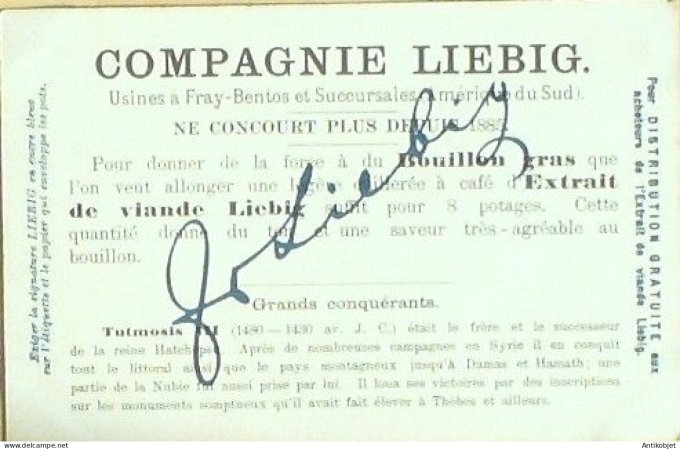 COMPAGNIE LIEBIG.
Usines à Fray-Bentos et Succursales (Amérique du Sud).
NE CONCOURT PLUS DEPUIS 1885.
Pour donner de la force à du Bouillon gras que
l'on veut allonger une légère cuillerée à café d'Extrait
de viande Liebig suffit pour 8 potages. Cette
quantité donne du ton et une saveur très-agréable au
bouillon.
Grands conquérants.
Tutmosis III (1480—1430 av. J. C.) était le frère et le successeur
de la reine Hatchepsé. Après de nombreuses campagnes en Syrie il en conquit
tout le littoral ainsi que le pays montagneux jusqu'à Damas et Hamath; une
partie de la Nubie fut aussi prise par lui. Il loua ses victoires par des inscriptions
sur les monuments somptueux qu'il avait fait élever à Thèbes et ailleurs.
J v Liebig
Exiger la signature LIEBIG en encre bleue
sur l'étiquette et le papier qui enveloppe les pots.
Pour DISTRIBUTION GRATUITE aux
acheteurs de l'Extrait de viande Liebig.
www.antikobjet.com
Antikobjet